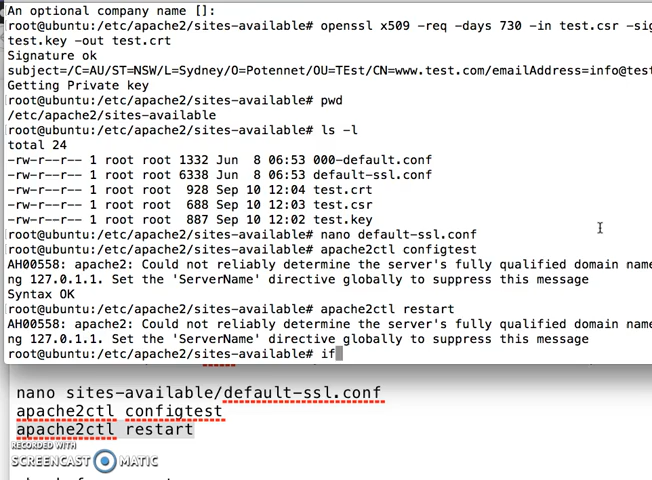 An optional company name []:
root@ubuntu:/etc/apache2/sites-available# openssl x509 -req -days 730 -in test.csr -sig
test.key -out test.crt
Signature ok
subject=/C=AU/ST=NSW/L=Sydney/O=Potennet/OU=TEst/CN=www.test.com/emailAddress=info@test
Getting Private key
root@ubuntu:/etc/apache2/sites-available# pwd
/etc/apache2/sites-available
root@ubuntu:/etc/apache2/sites-available# ls -l
total 24
-rw-r--r-- 1 root root 1332 Jun  8 06:53 000-default.conf
-rw-r--r-- 1 root root 6338 Jun  8 06:53 default-ssl.conf
-rw-r--r-- 1 root root  928 Sep 10 12:04 test.crt
-rw-r--r-- 1 root root  688 Sep 10 12:03 test.csr
-rw-r--r-- 1 root root  887 Sep 10 12:02 test.key
root@ubuntu:/etc/apache2/sites-available# nano default-ssl.conf
root@ubuntu:/etc/apache2/sites-available# apache2ctl configtest
AH00558: apache2: Could not reliably determine the server's fully qualified domain name
ng 127.0.1.1. Set the 'ServerName' directive globally to suppress this message
Syntax OK
root@ubuntu:/etc/apache2/sites-available# apache2ctl restart
AH00558: apache2: Could not reliably determine the server's fully qualified domain name
ng 127.0.1.1. Set the 'ServerName' directive globally to suppress this message
root@ubuntu:/etc/apache2/sites-available# if
nano sites-available/default-ssl.conf
apache2ctl configtest
apache2ctl restart
RECORDED WITH
SCREENCAST MATIC